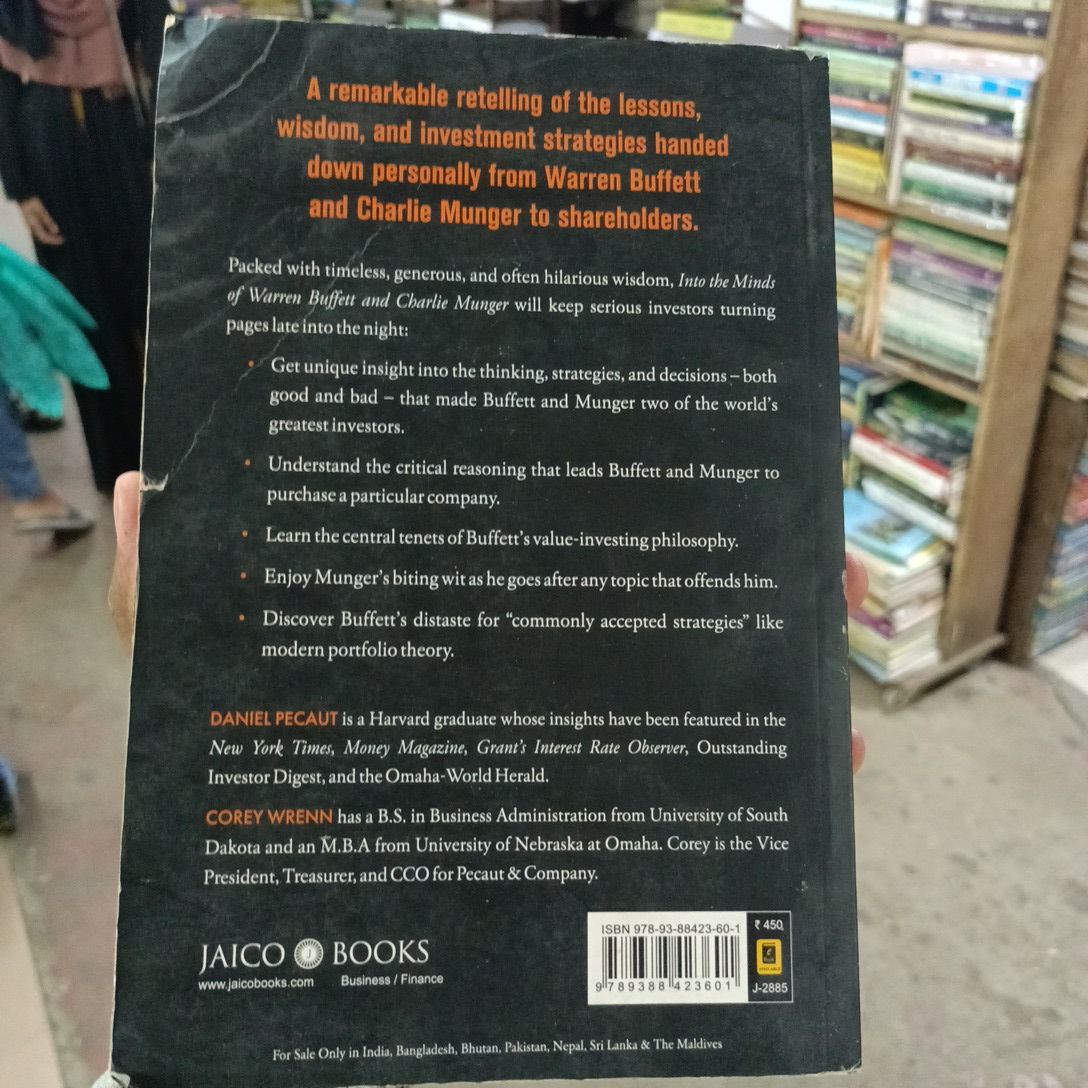 A remarkable retelling of the lessons,
wisdom, and investment strategies handed
down personally from Warren Buffett
and Charlie Munger to shareholders.
Packed with timeless, generous, and often hilarious wisdom, Into the Minds
of Warren Buffett and Charlie Munger will keep serious investors turning
pages late into the night:
• Get unique insight into the thinking, strategies, and decisions – both
good and bad – that made Buffett and Munger two of the world's
greatest investors.
• Understand the critical reasoning that leads Buffett and Munger to
purchase a particular company.
• Learn the central tenets of Buffett's value-investing philosophy.
• Enjoy Munger's biting wit as he goes after any topic that offends him.
• Discover Buffett's distaste for "commonly accepted strategies" like
modern portfolio theory.
DANIEL PECAUT is a Harvard graduate whose insights have been featured in the
New York Times, Money Magazine, Grant's Interest Rate Observer, Outstanding
Investor Digest, and the Omaha-World Herald.
COREY WRENN has a B.S. in Business Administration from University of South
Dakota and an M.B.A from University of Nebraska at Omaha. Corey is the Vice
President, Treasurer, and CCO for Pecaut & Company.
JAICO BOOKS
www.jaicobooks.com Business / Finance
ISBN 978-93-88423-60-1
₹ 450
9 789388 423601
J-2885
For Sale Only in India, Bangladesh, Bhutan, Pakistan, Nepal, Sri Lanka & The Maldives